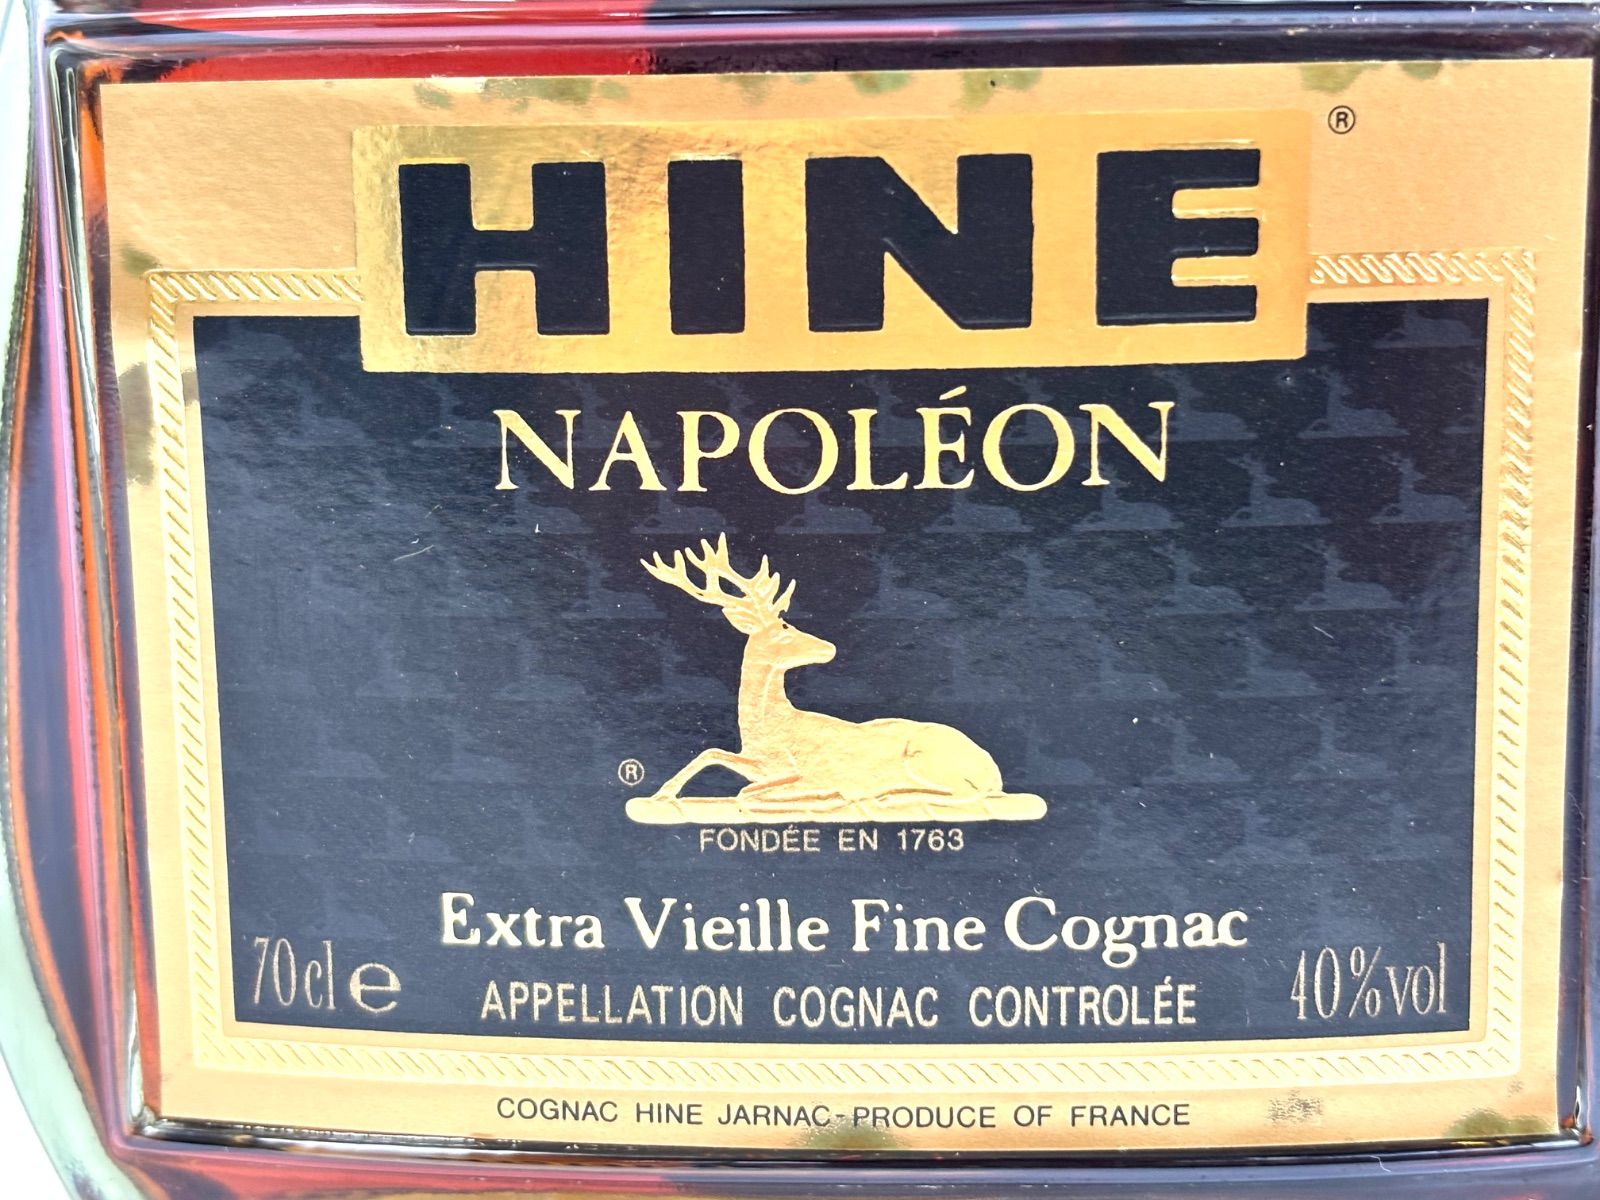 HINE ®
NAPOLÉON
®
FONDÉE EN 1763
Extra Vieille Fine Cognac
70cl e APPELLATION COGNAC CONTROLÉE 40%vol
COGNAC HINE JARNAC-PRODUCE OF FRANCE